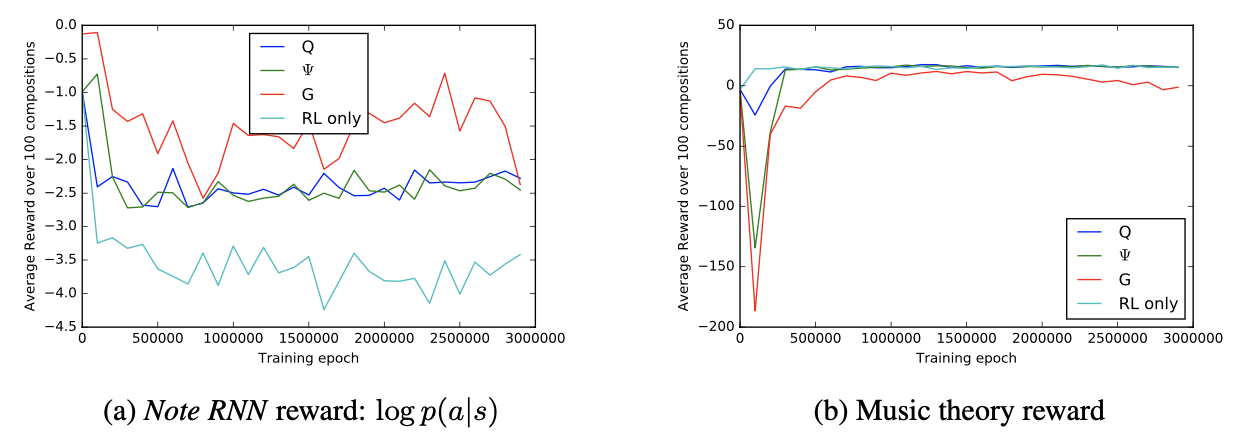 Average Reward over 100 compositions
0.0
−0.5
−1.0
−1.5
−2.0
−2.5
−3.0
−3.5
−4.0
−4.5
Q
Ψ
G
RL only
0 500000 1000000 1500000 2000000 2500000 3000000
Training epoch
(a) Note RNN reward: log p(a|s)
Average Reward over 100 compositions
50
0
−50
−100
−150
−200
Q
Ψ
G
RL only
0 500000 1000000 1500000 2000000 2500000 3000000
Training epoch
(b) Music theory reward